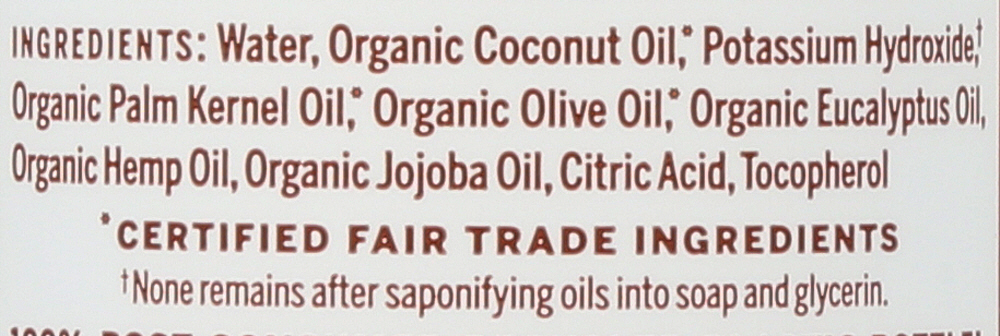 INGREDIENTS: Water, Organic Coconut Oil,* Potassium Hydroxide,†
Organic Palm Kernel Oil,* Organic Olive Oil,* Organic Eucalyptus Oil,
Organic Hemp Oil, Organic Jojoba Oil, Citric Acid, Tocopherol
*CERTIFIED FAIR TRADE INGREDIENTS
†None remains after saponifying oils into soap and glycerin.